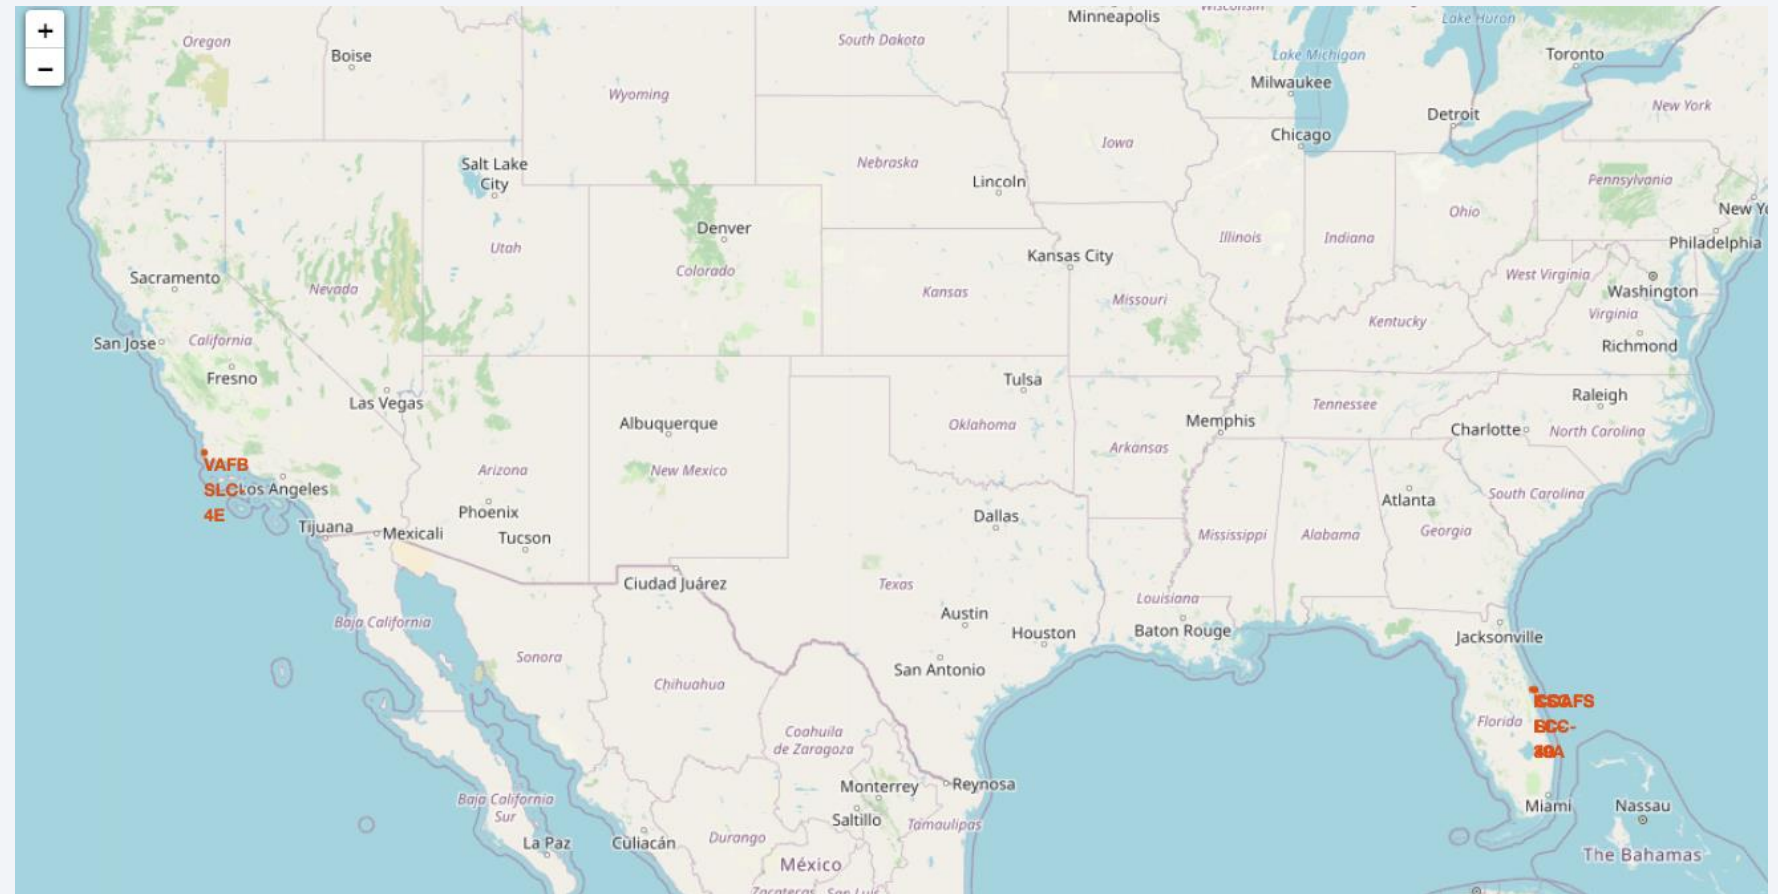 +
−
Oregon
Boise
South Dakota
Minneapolis
Wisconsin
Lake Huron
Lake Michigan
Toronto
Wyoming
Milwaukee
Detroit
New York
Chicago
Iowa
Salt Lake
City
Nebraska
Lincoln
Pennsylvania
Ohio
Denver
Utah
Illinois
Indiana
Philadelphia
Colorado
Kansas City
Sacramento
Nevada
Kansas
Missouri
West Virginia
Washington
Virginia
Kentucky
San Jose
California
Richmond
Fresno
Las Vegas
Tulsa
Raleigh
Tennessee
Albuquerque
Oklahoma
Memphis
Charlotte
North Carolina
Arkansas
VAFB
SLC-
4E
Los Angeles
Arizona
New Mexico
Phoenix
Atlanta
South Carolina
Dallas
Tijuana
Mexicali
Tucson
Mississippi
Alabama
Georgia
Ciudad Juárez
Texas
Louisiana
Austin
Houston
Baton Rouge
Jacksonville
Baja California
Sonora
San Antonio
Chihuahua
Florida
Coahuila
de Zaragoza
Monterrey
Reynosa
Baja California
Sur
Miami
Nassau
Saltillo
Tamaulipas
La Paz
Culiacán
Durango
México
The Bahamas
Zacatecas
San Luis